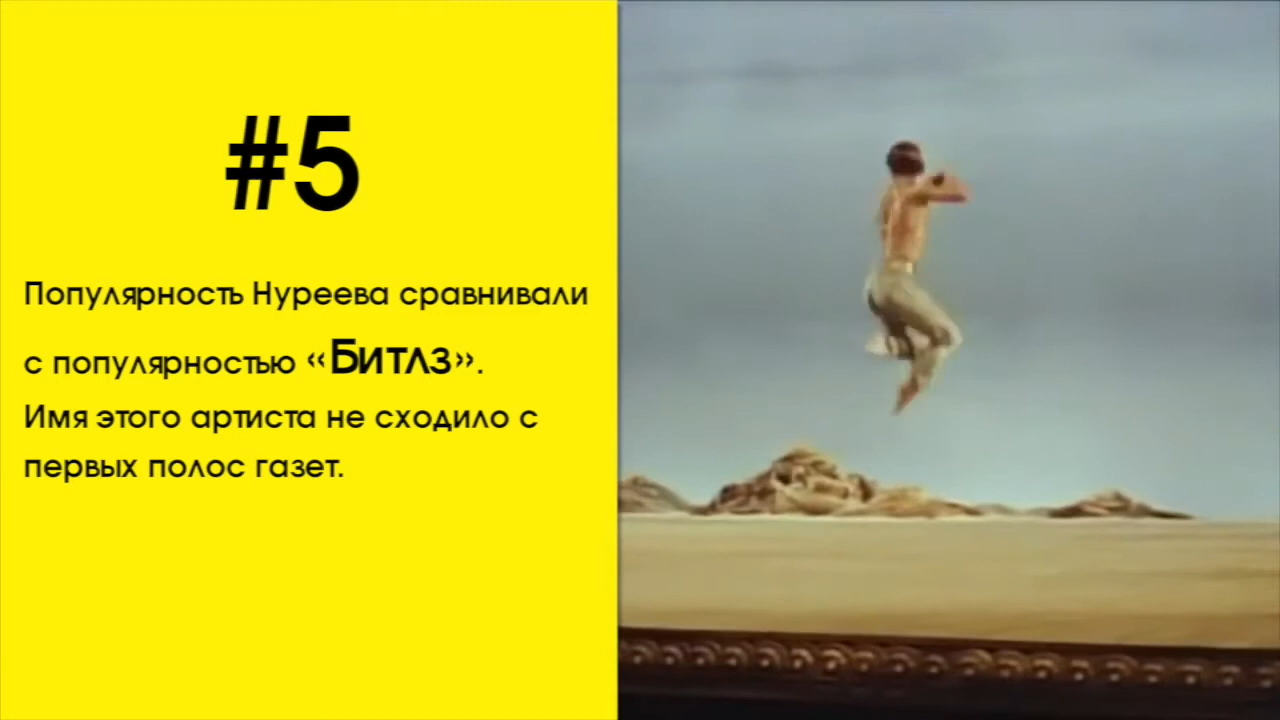 #5
Популярность Нуреева сравнивали
с популярностью «Битлз».
Имя этого артиста не сходило с
первых полос газет.